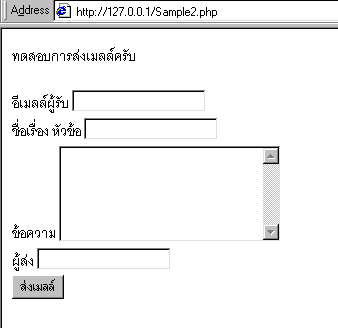 Address http://127.0.0.1/Sample2.php
ทดสอบการส่งเมลล์ครับ
อีเมลล์ผู้รับ
ชื่อเรื่อง หัวข้อ
ข้อความ
ผู้ส่ง
ส่งเมลล์